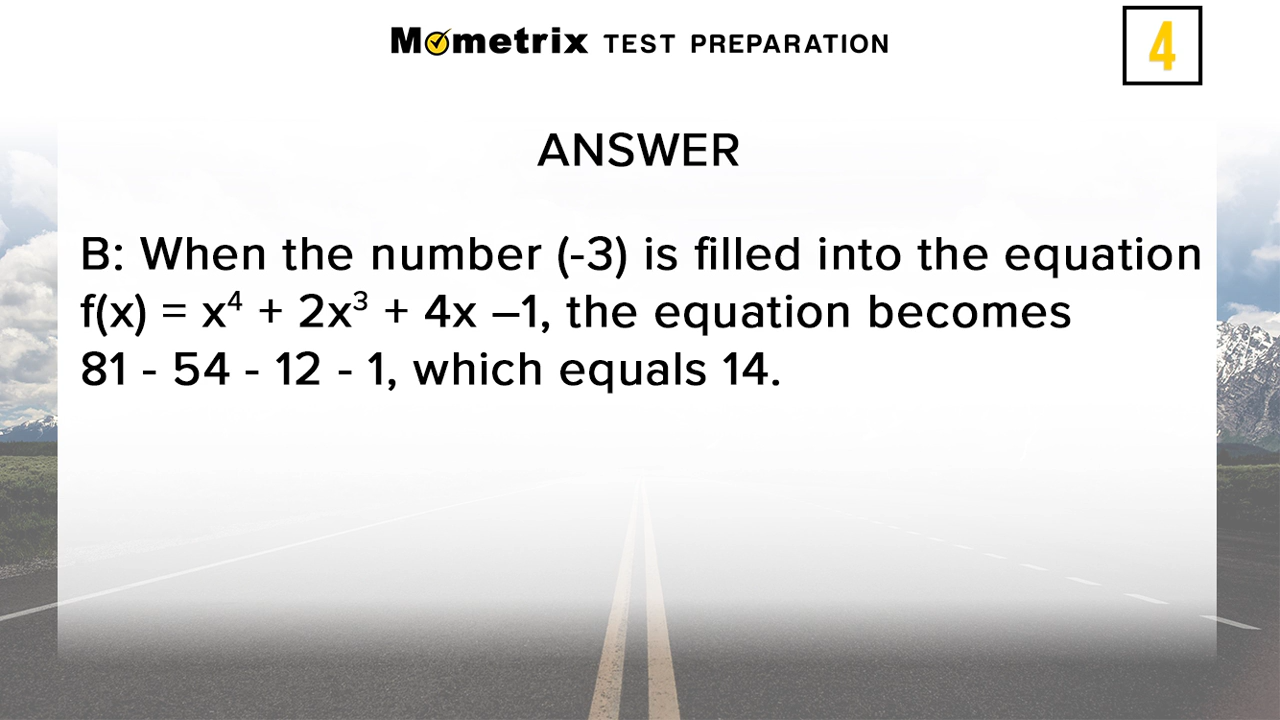 Mometrix TEST PREPARATION
4
ANSWER
B: When the number (-3) is filled into the equation
f(x) = x⁴ + 2x³ + 4x –1, the equation becomes
81 - 54 - 12 - 1, which equals 14.